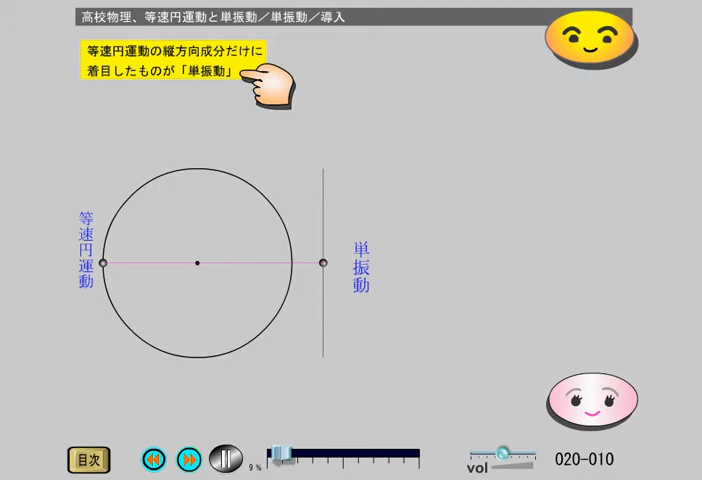 高校物理、等速円運動と単振動／単振動／導入
等速円運動の縦方向成分だけに
着目したものが「単振動」
等速円運動
単振動
目次
9%
vol
020-010